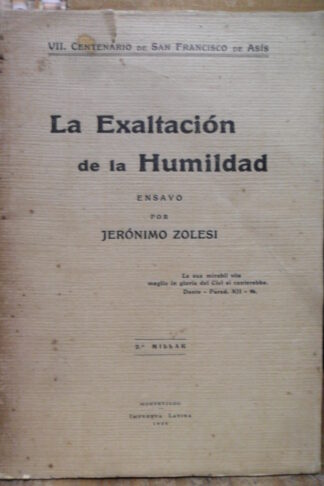 VII. CENTENARIO DE SAN FRANCISCO DE ASÍS
La Exaltación
de la Humildad
ENSAYO
POR
JERÓNIMO ZOLESI
La cui mirabil vita
meglio in gloria del Ciel si canterebbe.
Dante - Parad. XII -
2.º MILLAR
MONTEVIDEO
IMPRENTA LATINA